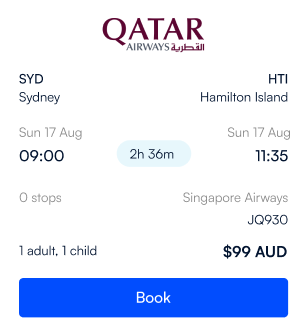 QATAR
AIRWAYS القطرية
SYD HTI
Sydney Hamilton Island
Sun 17 Aug Sun 17 Aug
09:00 2h 36m 11:35
0 stops Singapore Airways
JQ930
1 adult, 1 child $99 AUD
Book